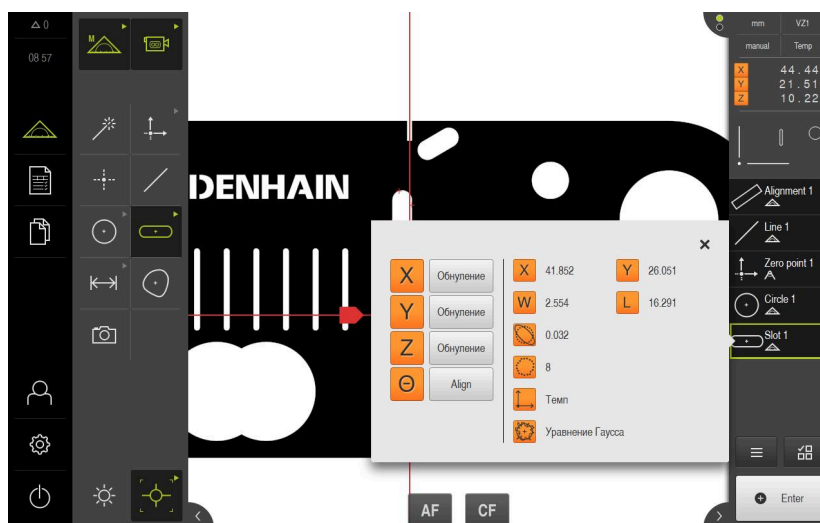 0
08 57
M
DENHAIN
mm VZ1
manual Temp
X 44.44
Y 21.51
Z 10.22
Alignment 1
Line 1
Zero point 1
Circle 1
Slot 1
X Обнуление
Y Обнуление
Z Обнуление
Θ Align
X 41.852 Y 26.051
W 2.554 L 16.291
0.032
8
Темп
Уравнение Гаусса
AF CF
Enter